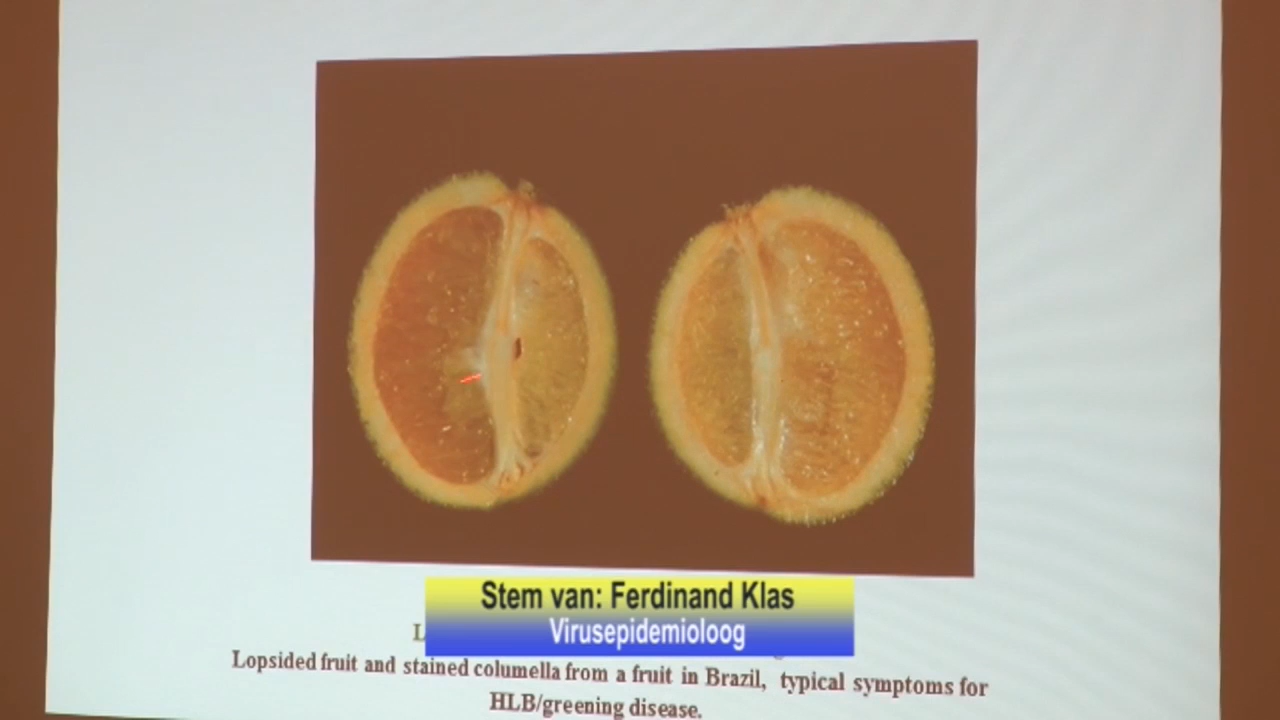 Stem van: Ferdinand Klas
Virusepidemioloog
Lopsided fruit and stained columella from a fruit in Brazil, typical symptoms for
HLB/greening disease.